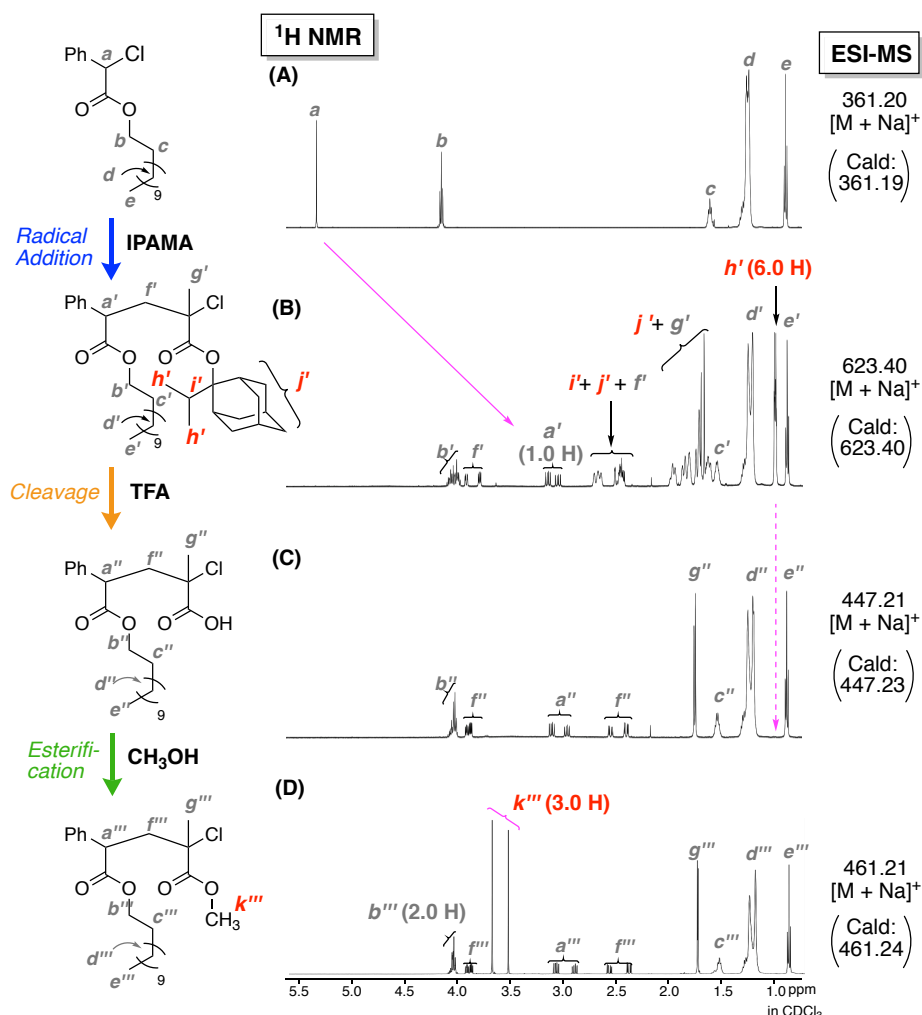 ¹H NMR
ESI-MS
(A)
Ph
a
Cl
O
O
b
c
d
9
e
a
b
c
d
e
361.20
[M + Na]⁺
(Cald:
361.19)
Radical
Addition
IPAMA
(B)
Ph
a'
f'
g'
Cl
O
O
O
O
b'
c'
d'
9
e'
h'
i'
h'
j'
b'
f'
a'
(1.0 H)
i'+ j' + f'
j'+ g'
c'
d'
h' (6.0 H)
e'
623.40
[M + Na]⁺
(Cald:
623.40)
Cleavage
TFA
(C)
Ph
a''
f''
g''
Cl
O
O
O
OH
b''
c''
d''
9
e''
b''
f''
a''
f''
g''
c''
d''
e''
447.21
[M + Na]⁺
(Cald:
447.23)
Esterifi-
cation
CH₃OH
(D)
Ph
a'''
f'''
g'''
Cl
O
O
O
O
CH₃
k'''
b'''
c'''
d'''
9
e'''
b''' (2.0 H)
f'''
k''' (3.0 H)
a'''
f'''
g'''
c'''
d'''
e'''
461.21
[M + Na]⁺
(Cald:
461.24)
5.5 5.0 4.5 4.0 3.5 3.0 2.5 2.0 1.5 1.0 ppm
in CDCl₃